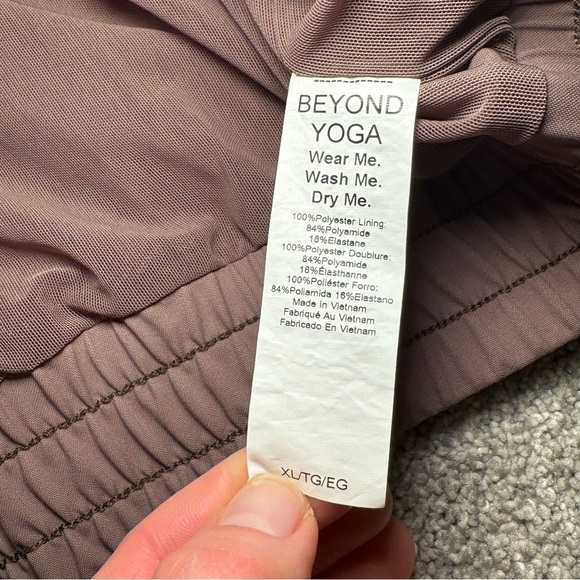 BEYOND
YOGA
Wear Me.
Wash Me.
Dry Me.
100%Polyester Lining:
84%Polyamide
16%Elastane
100%Polyester Doublure:
84%Polyamide
16%Élasthanne
100%Poliéster Forro:
84%Poliamida 16%Elastano
Made In Vietnam
Fabriqué Au Vietnam
Fabricado En Vietnam
XL/TG/EG